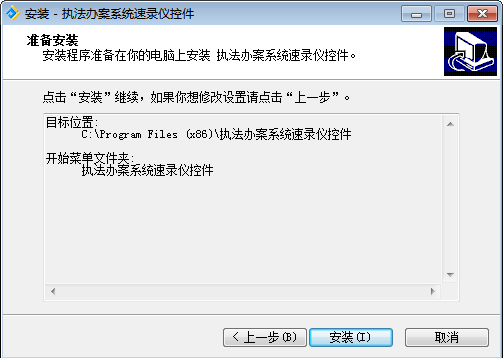 安装 - 执法办案系统速录仪控件
准备安装
安装程序准备在你的电脑上安装 执法办案系统速录仪控件。
点击“安装”继续，如果你想修改设置请点击“上一步”。
目标位置:
C:\Program Files (x86)\执法办案系统速录仪控件
开始菜单文件夹:
执法办案系统速录仪控件
< 上一步(B)
安装(I)
取消